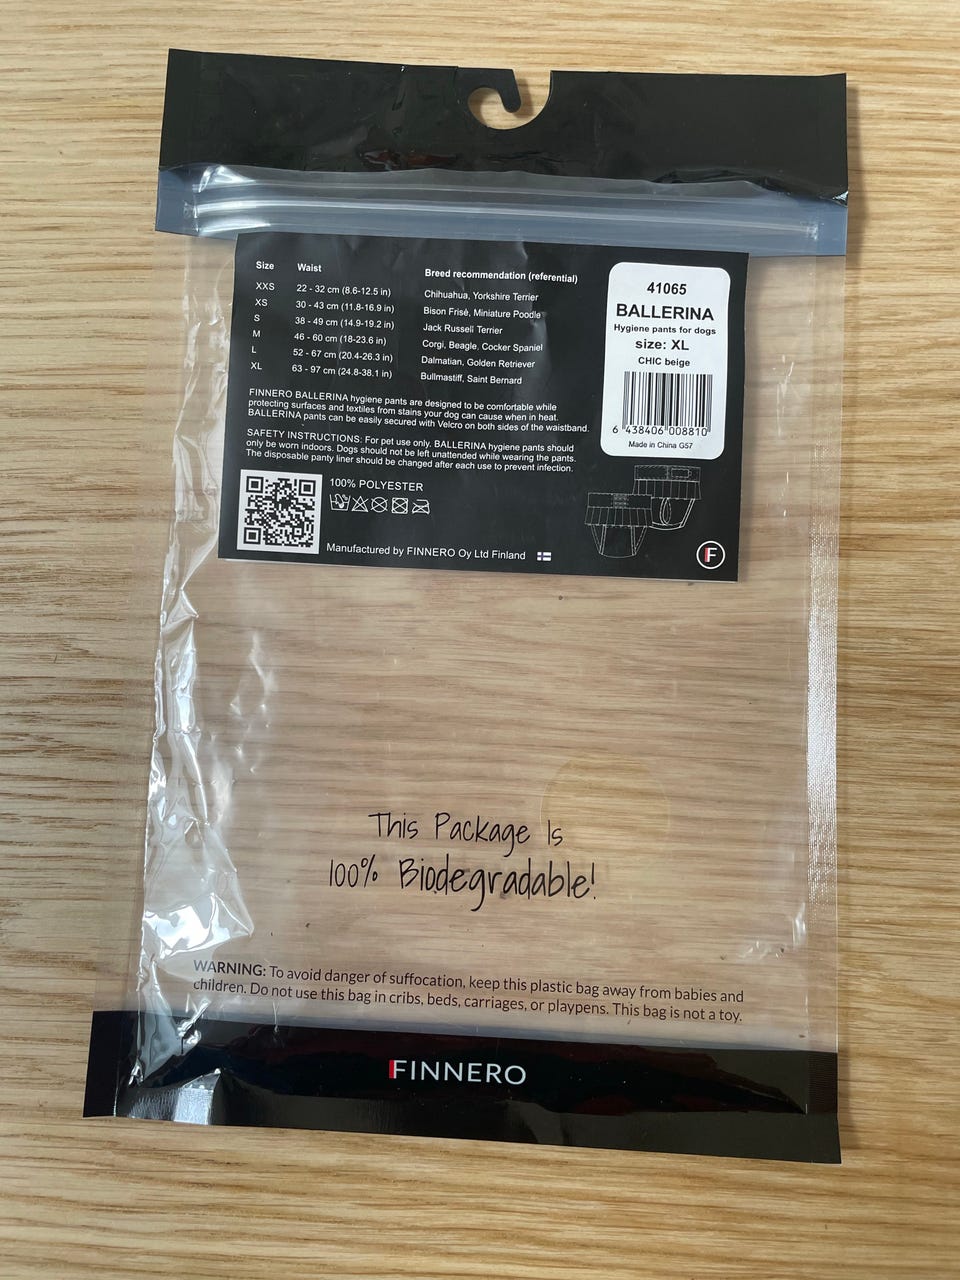 Size Waist Breed recommendation (referential)
XXS 22 - 32 cm (8.6-12.5 in) Chihuahua, Yorkshire Terrier
XS 30 - 43 cm (11.8-16.9 in) Bison Frisé, Miniature Poodle
S 38 - 49 cm (14.9-19.2 in) Jack Russell Terrier
M 46 - 60 cm (18-23.6 in) Corgi, Beagle, Cocker Spaniel
L 52 - 67 cm (20.4-26.3 in) Dalmatian, Golden Retriever
XL 63 - 97 cm (24.8-38.1 in) Bullmastiff, Saint Bernard
FINNERO BALLERINA hygiene pants are designed to be comfortable while
protecting surfaces and textiles from stains your dog can cause when in heat.
BALLERINA pants can be easily secured with Velcro on both sides of the waistband.
SAFETY INSTRUCTIONS: For pet use only. BALLERINA hygiene pants should
only be worn indoors. Dogs should not be left unattended while wearing the pants.
The disposable panty liner should be changed after each use to prevent infection.
100% POLYESTER
Manufactured by FINNERO Oy Ltd Finland
41065
BALLERINA
Hygiene pants for dogs
size: XL
CHIC beige
6 438406 008810
Made in China G57
F
This Package Is
100% Biodegradable!
WARNING: To avoid danger of suffocation, keep this plastic bag away from babies and
children. Do not use this bag in cribs, beds, carriages, or playpens. This bag is not a toy.
FINNERO